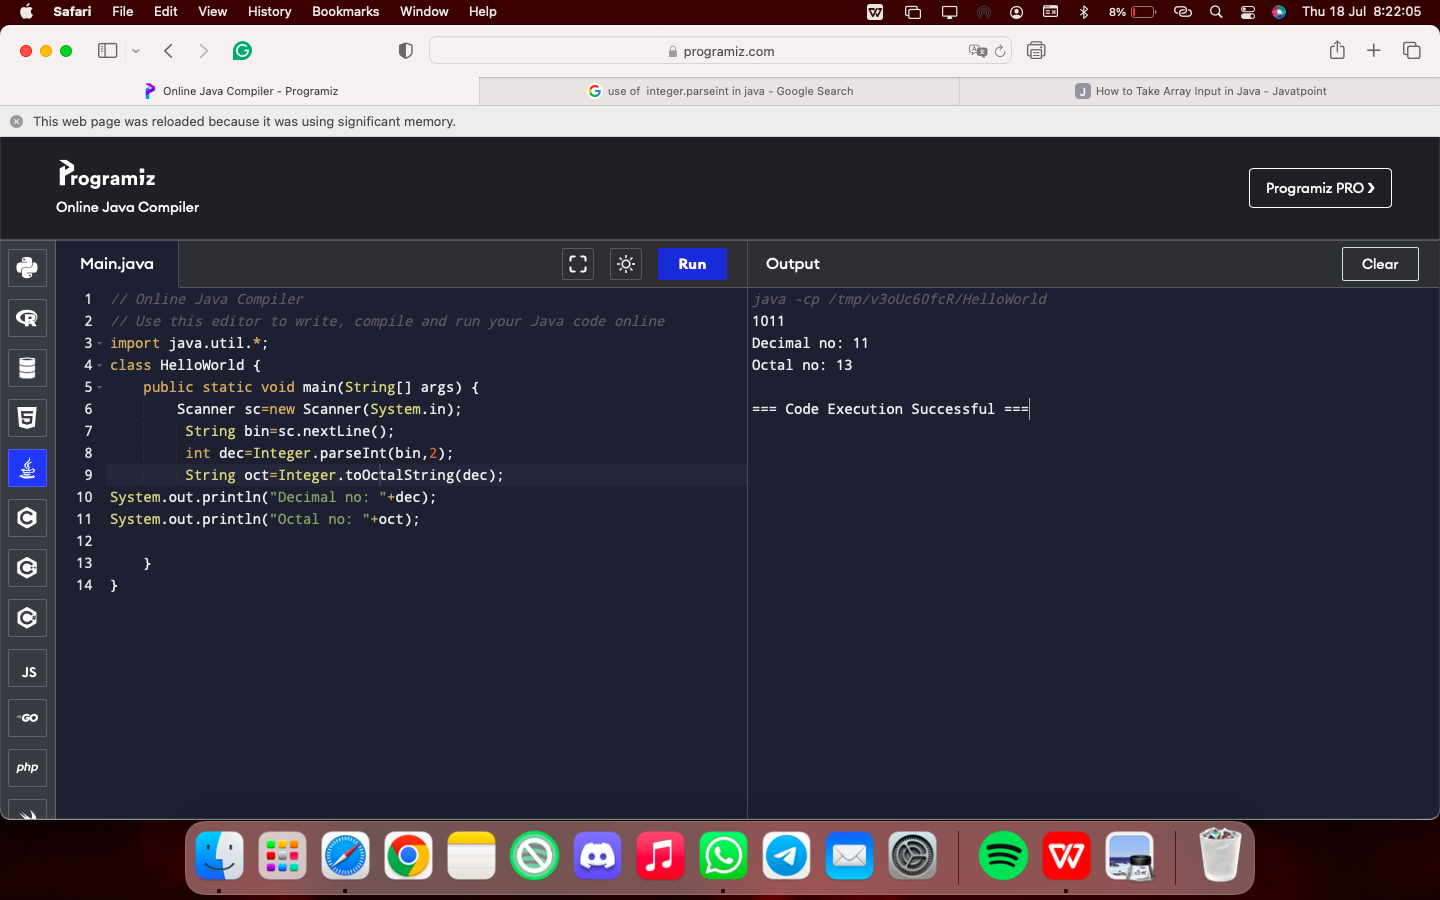 Safari File Edit View History Bookmarks Window Help 8% Thu 18 Jul 8:22:05
programiz.com
Online Java Compiler - Programiz
use of integer.parseint in java - Google Search
How to Take Array Input in Java - Javatpoint
This web page was reloaded because it was using significant memory.
Programiz
Online Java Compiler
Programiz PRO ❯
Main.java
Run
Output
Clear
1 // Online Java Compiler
2 // Use this editor to write, compile and run your Java code online
3 import java.util.*;
4 class HelloWorld {
5 public static void main(String[] args) {
6 Scanner sc=new Scanner(System.in);
7 String bin=sc.nextLine();
8 int dec=Integer.parseInt(bin,2);
9 String oct=Integer.toOctalString(dec);
10 System.out.println("Decimal no: "+dec);
11 System.out.println("Octal no: "+oct);
12
13 }
14 }
java -cp /tmp/v3oUc6OfcR/HelloWorld
1011
Decimal no: 11
Octal no: 13
=== Code Execution Successful ===
R
5
C
C
C
JS
GO
php